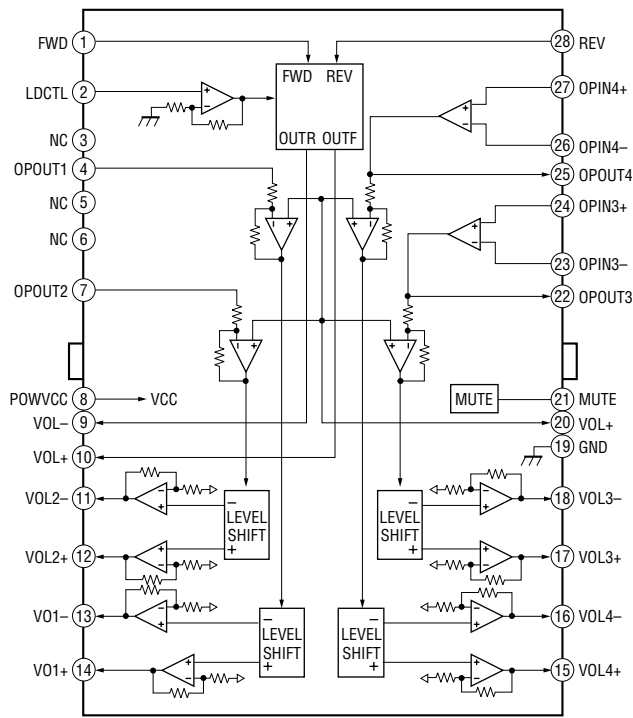 FWD 1
LDCTL 2
NC 3
OPOUT1 4
NC 5
NC 6
OPOUT2 7
POWVCC 8 VCC
VOL- 9
VOL+ 10
VOL2- 11
VOL2+ 12
VO1- 13
VO1+ 14
28 REV
27 OPIN4+
26 OPIN4-
25 OPOUT4
24 OPIN3+
23 OPIN3-
22 OPOUT3
21 MUTE
20 VOL+
19 GND
18 VOL3-
17 VOL3+
16 VOL4-
15 VOL4+
FWD REV
OUTR OUTF
+
-
+
-
+
-
- + + -
- + + -
MUTE
-
LEVEL
SHIFT
+
-
LEVEL
SHIFT
+
-
LEVEL
SHIFT
+
-
LEVEL
SHIFT
+
-
+
+
-
-
+
+
-
-
+
+
-
-
+
+
-